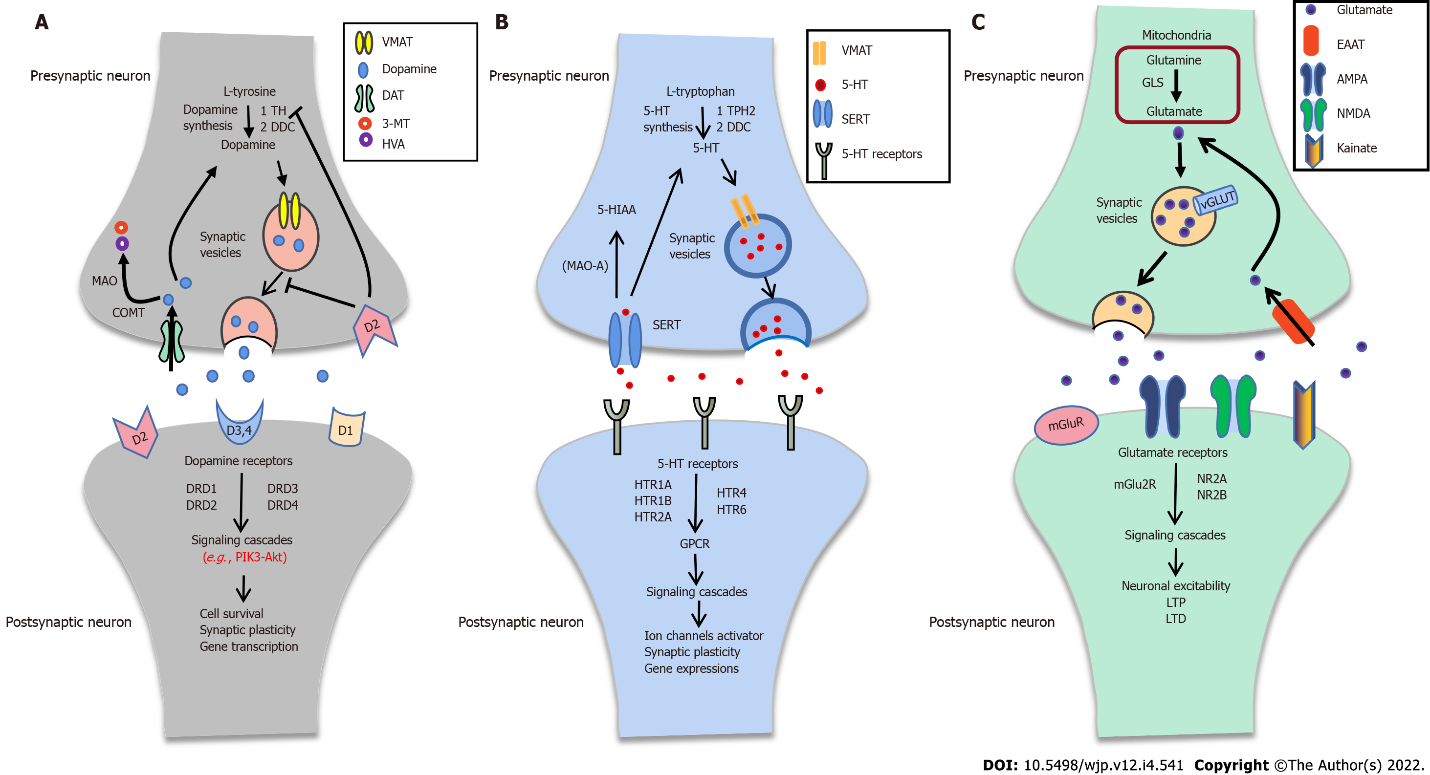 A
VMAT
Dopamine
DAT
3-MT
HVA
Presynaptic neuron
L-tyrosine
Dopamine
synthesis
1 TH
2 DDC
Dopamine
Synaptic
vesicles
MAO
COMT
D2
D2
D3,4
D1
Dopamine receptors
DRD1
DRD2
DRD3
DRD4
Signaling cascades
(e.g., PIK3-Akt)
Cell survival
Synaptic plasticity
Gene transcription
Postsynaptic neuron
B
VMAT
5-HT
SERT
5-HT receptors
Presynaptic neuron
L-tryptophan
5-HT
synthesis
1 TPH2
2 DDC
5-HT
5-HIAA
(MAO-A)
Synaptic
vesicles
SERT
5-HT receptors
HTR1A
HTR1B
HTR2A
HTR4
HTR6
GPCR
Signaling cascades
Ion channels activator
Synaptic plasticity
Gene expressions
Postsynaptic neuron
C
Glutamate
EAAT
AMPA
NMDA
Kainate
Presynaptic neuron
Mitochondria
Glutamine
GLS
Glutamate
vGLUT
Synaptic
vesicles
mGluR
Glutamate receptors
mGlu2R
NR2A
NR2B
Signaling cascades
Neuronal excitability
LTP
LTD
Postsynaptic neuron
DOI: 10.5498/wjp.v12.i4.541 Copyright ©The Author(s) 2022.